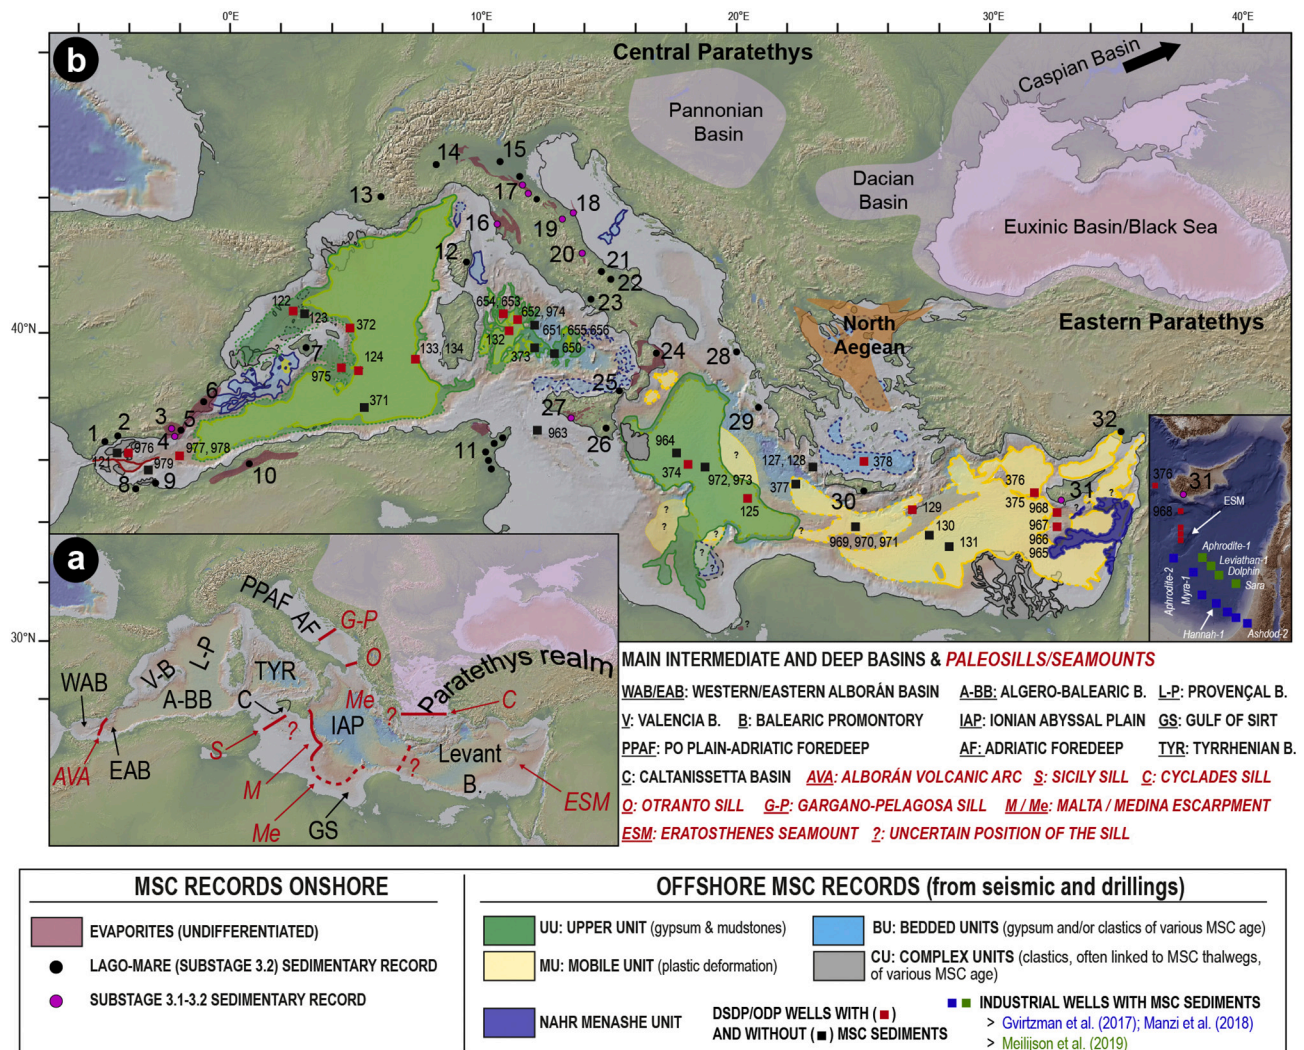 0°E 10°E 20°E 30°E 40°E
b
Central Paratethys
Caspian Basin
Pannonian
Basin
Dacian
Basin
Euxinic Basin/Black Sea
Eastern Paratethys
North
Aegean
40°N
30°N
14
15
13
17
18
16
19
20
12
21
22
23
122
123
372
7
124
975
371
133, 134
654, 653
652, 974
651, 655, 656
132
373
650
24
28
25
27
963
26
29
6
3
5
2
1
4
976
121
977, 978
979
8
9
10
11
964
374
972, 973
125
127, 128
377
378
30
129
969, 970, 971
130
131
376
375
31
968
967
966
965
32
?
?
?
?
?
?
?
?
?
?
376
31
968
ESM
Aphrodite-1
Leviathan-1
Dolphin
Sara
Aphrodite-2
Myra-1
Hannah-1
Ashdod-2
a
PPAF
AF
G-P
O
L-P
V-B
TYR
WAB
A-BB
C
Me
Paratethys realm
?
C
IAP
S
?
AVA
EAB
M
?
Levant
B.
ESM
Me
GS
MAIN INTERMEDIATE AND DEEP BASINS & PALEOSILLS/SEAMOUNTS
WAB/EAB: WESTERN/EASTERN ALBORÁN BASIN A-BB: ALGERO-BALEARIC B. L-P: PROVENÇAL B.
V: VALENCIA B. B: BALEARIC PROMONTORY IAP: IONIAN ABYSSAL PLAIN GS: GULF OF SIRT
PPAF: PO PLAIN-ADRIATIC FOREDEEP AF: ADRIATIC FOREDEEP TYR: TYRRHENIAN B.
C: CALTANISSETTA BASIN AVA: ALBORÁN VOLCANIC ARC S: SICILY SILL C: CYCLADES SILL
O: OTRANTO SILL G-P: GARGANO-PELAGOSA SILL M / Me: MALTA / MEDINA ESCARPMENT
ESM: ERATOSTHENES SEAMOUNT ?: UNCERTAIN POSITION OF THE SILL
MSC RECORDS ONSHORE
EVAPORITES (UNDIFFERENTIATED)
LAGO-MARE (SUBSTAGE 3.2) SEDIMENTARY RECORD
SUBSTAGE 3.1-3.2 SEDIMENTARY RECORD
OFFSHORE MSC RECORDS (from seismic and drillings)
UU: UPPER UNIT (gypsum & mudstones)
BU: BEDDED UNITS (gypsum and/or clastics of various MSC age)
MU: MOBILE UNIT (plastic deformation)
CU: COMPLEX UNITS (clastics, often linked to MSC thalwegs,
of various MSC age)
NAHR MENASHE UNIT
DSDP/ODP WELLS WITH ( )
AND WITHOUT ( ) MSC SEDIMENTS
INDUSTRIAL WELLS WITH MSC SEDIMENTS
> Gvirtzman et al. (2017); Manzi et al. (2018)
> Meilijson et al. (2019)